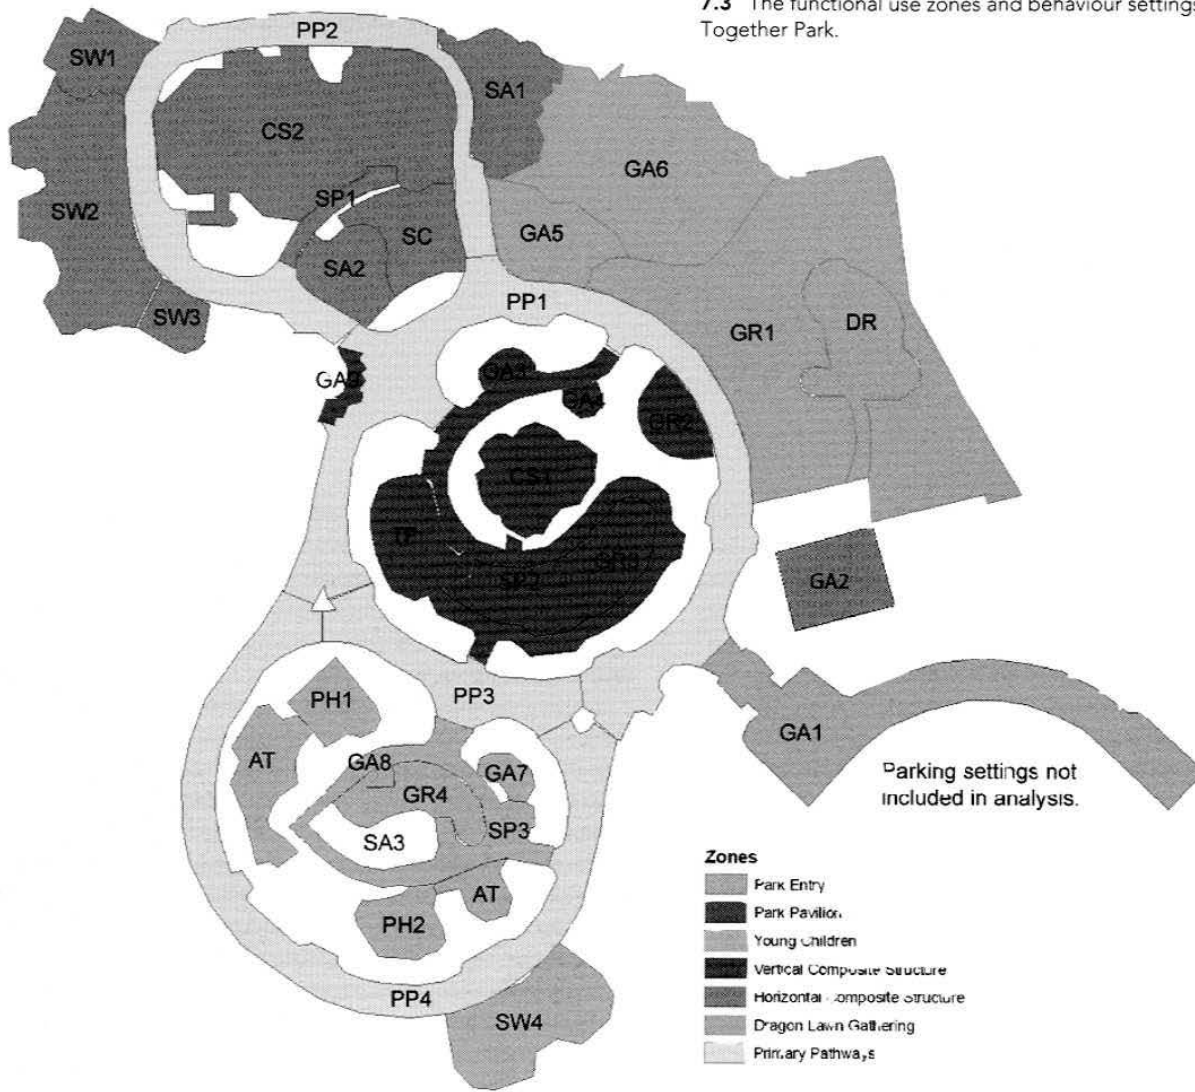 7.3 The functional use zones and behaviour settings
Together Park.
PP2
SW1
SA1
CS2
GA6
SP1
SW2
SC
GA5
SA2
PP1
SW3
GR1
DR
GA3
GA4
GR2
CS1
GR3
SP2
GA2
PH1
PP3
AT
GA1
GA8
GA7
GR4
Parking settings not
included in analysis.
SP3
SA3
AT
PH2
PP4
SW4
Zones
Park Entry
Park Pavilion
Young Children
Vertical Composite Structure
Horizontal Composite Structure
Dragon Lawn Gathering
Primary Pathways